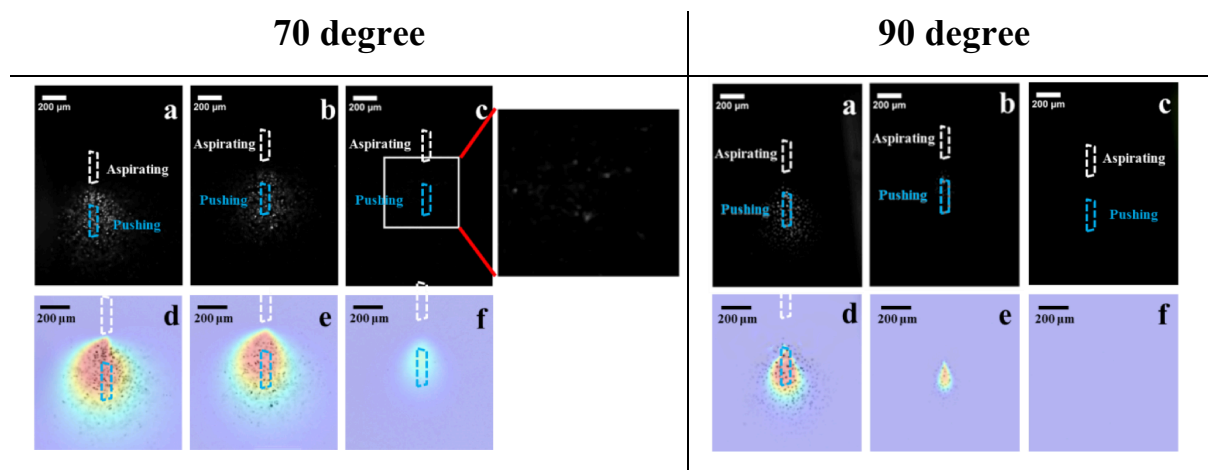 70 degree
90 degree
a
200 µm
Aspirating
Pushing
b
200 µm
Aspirating
Pushing
c
200 µm
Aspirating
Pushing
a
200 µm
Aspirating
Pushing
b
200 µm
Aspirating
Pushing
c
200 µm
Aspirating
Pushing
d
200 µm
e
200 µm
f
200 µm
d
200 µm
e
200 µm
f
200 µm